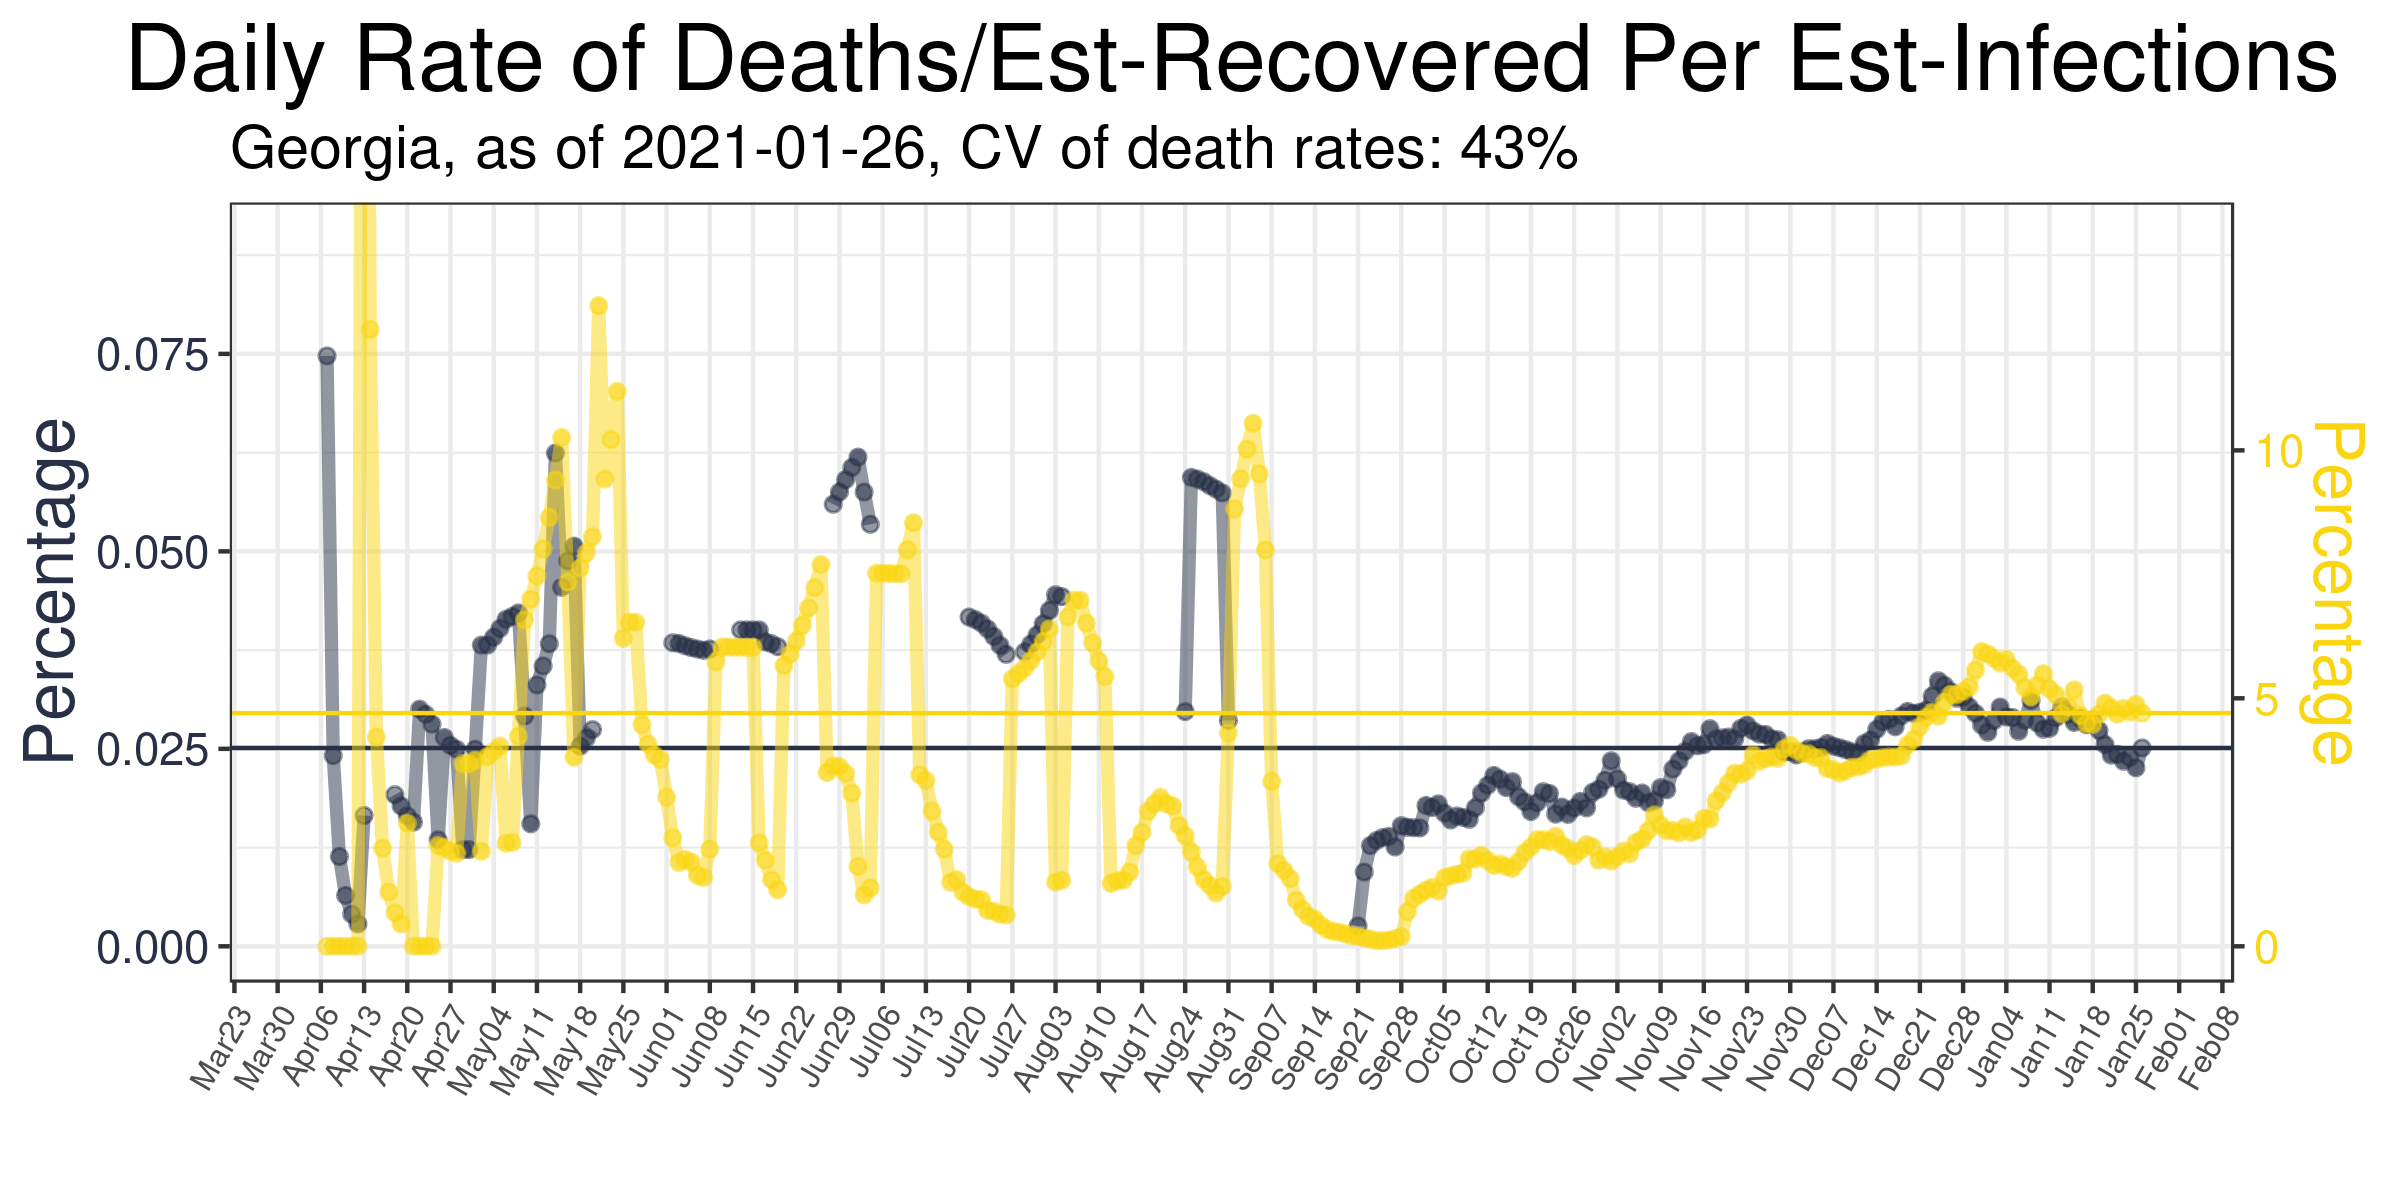 Daily Rate of Deaths/Est-Recovered Per Est-Infections
Georgia, as of 2021-01-26, CV of death rates: 43%
Percentage
0.075
0.050
0.025
0.000
Percentage
10
5
0
Mar23
Mar30
Apr06
Apr13
Apr20
Apr27
May04
May11
May18
May25
Jun01
Jun08
Jun15
Jun22
Jun29
Jul06
Jul13
Jul20
Jul27
Aug03
Aug10
Aug17
Aug24
Aug31
Sep07
Sep14
Sep21
Sep28
Oct05
Oct12
Oct19
Oct26
Nov02
Nov09
Nov16
Nov23
Nov30
Dec07
Dec14
Dec21
Dec28
Jan04
Jan11
Jan18
Jan25
Feb01
Feb08